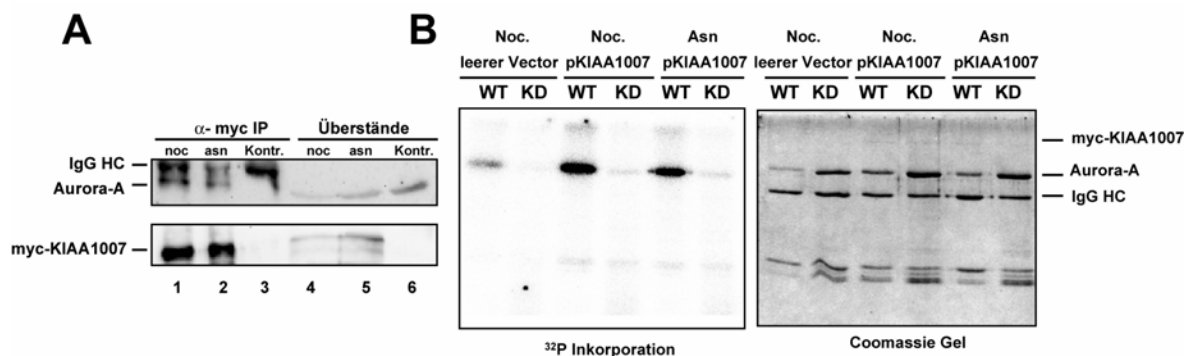 A
α- myc IP Überstände
noc asn Kontr. noc asn Kontr.
IgG HC
Aurora-A
myc-KIAA1007
1 2 3 4 5 6
B
Noc. Noc. Asn Noc. Noc. Asn
leerer Vector pKIAA1007 pKIAA1007 leerer Vector pKIAA1007 pKIAA1007
WT KD WT KD WT KD WT KD WT KD WT KD
myc-KIAA1007
Aurora-A
IgG HC
³²P Inkorporation
Coomassie Gel